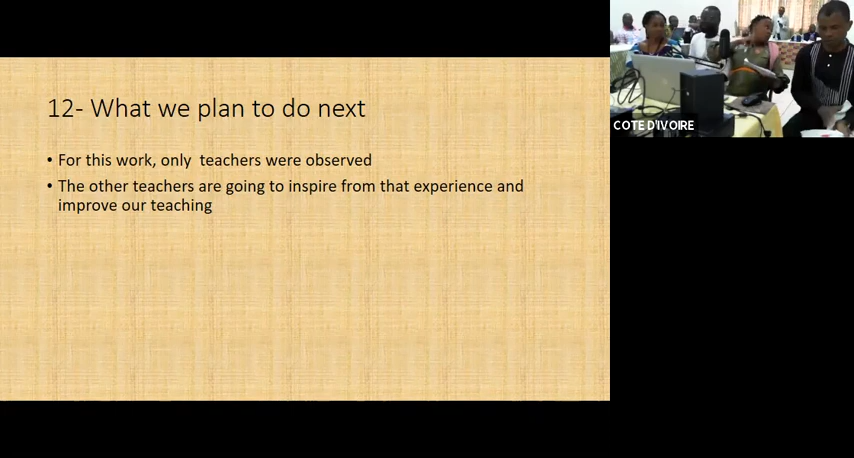 12- What we plan to do next
• For this work, only  teachers were observed
• The other teachers are going to inspire from that experience and
improve our teaching
COTE D'IVOIRE